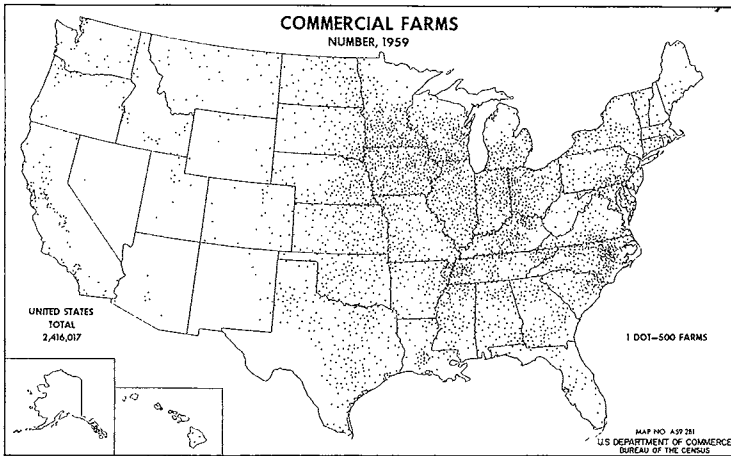 COMMERCIAL FARMS
NUMBER, 1959
UNITED STATES
TOTAL
2,416,017
1 DOT—500 FARMS
MAP NO. A59 281
U.S DEPARTMENT OF COMMERCE
BUREAU OF THE CENSUS